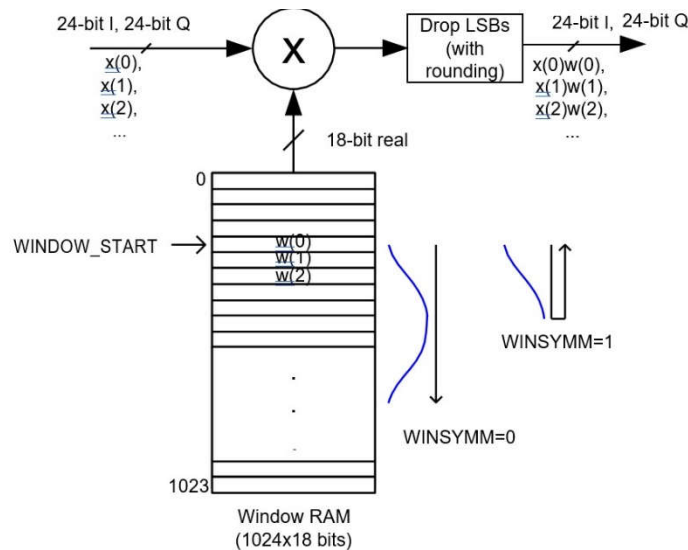 24-bit I, 24-bit Q
x(0),
x(1),
x(2),
...
X
Drop LSBs
(with
rounding)
24-bit I, 24-bit Q
x(0)w(0),
x(1)w(1),
x(2)w(2),
...
18-bit real
0
WINDOW_START
w(0)
w(1)
w(2)
.
.
.
WINSYMM=1
WINSYMM=0
1023
Window RAM
(1024x18 bits)